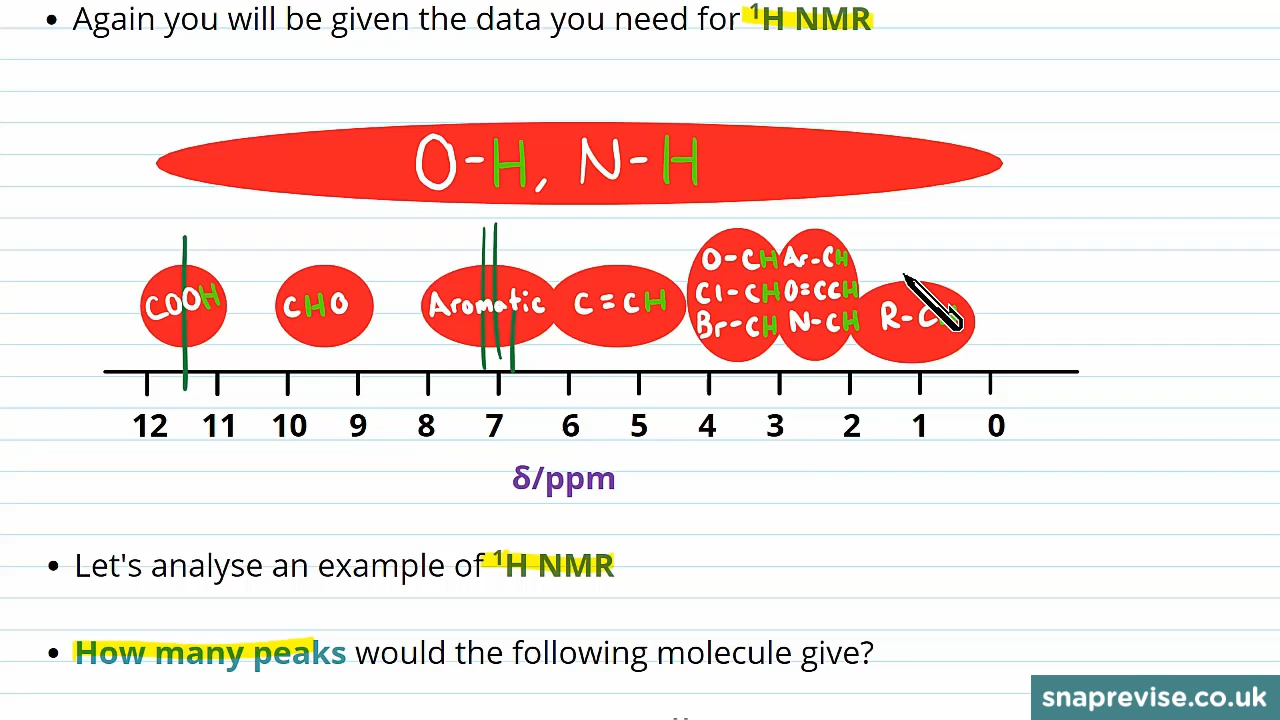 • Again you will be given the data you need for ¹H NMR
O-H, N-H
COOH
CHO
Aromatic
C=CH
O-CH
Cl-CH
Br-CH
Ar-CH
O=CCH
N-CH
R-C
12 11 10 9 8 7 6 5 4 3 2 1 0
δ/ppm
• Let's analyse an example of ¹H NMR
• How many peaks would the following molecule give?
snaprevise.co.uk